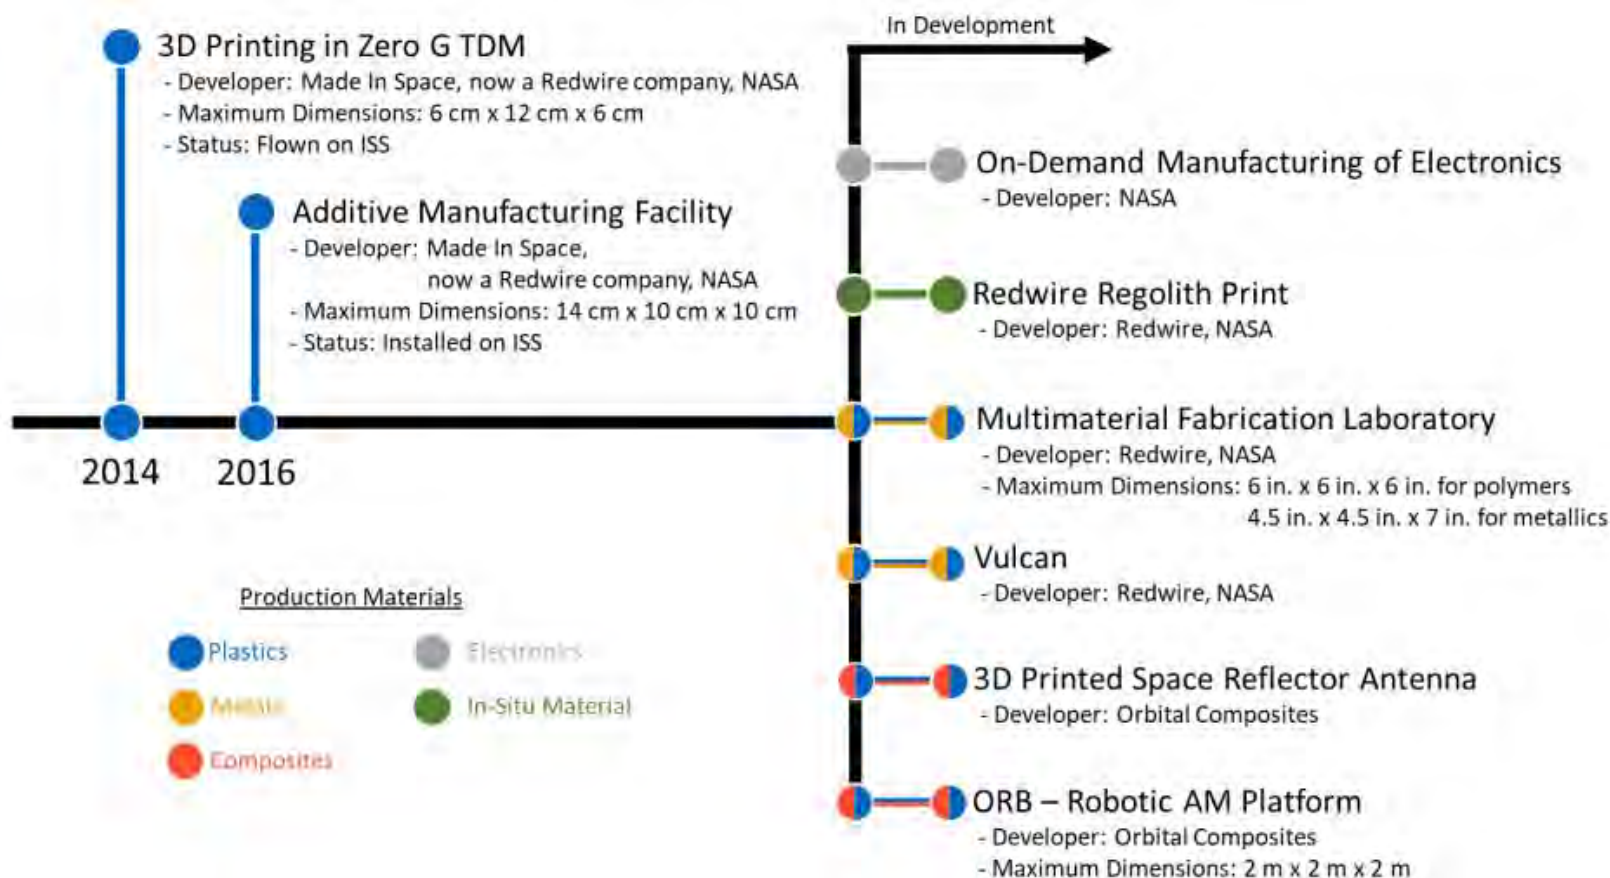 3D Printing in Zero G TDM
- Developer: Made In Space, now a Redwire company, NASA
- Maximum Dimensions: 6 cm x 12 cm x 6 cm
- Status: Flown on ISS
Additive Manufacturing Facility
- Developer: Made In Space,
now a Redwire company, NASA
- Maximum Dimensions: 14 cm x 10 cm x 10 cm
- Status: Installed on ISS
2014
2016
In Development
On-Demand Manufacturing of Electronics
- Developer: NASA
Redwire Regolith Print
- Developer: Redwire, NASA
Multimaterial Fabrication Laboratory
- Developer: Redwire, NASA
- Maximum Dimensions: 6 in. x 6 in. x 6 in. for polymers
4.5 in. x 4.5 in. x 7 in. for metallics
Vulcan
- Developer: Redwire, NASA
3D Printed Space Reflector Antenna
- Developer: Orbital Composites
ORB – Robotic AM Platform
- Developer: Orbital Composites
- Maximum Dimensions: 2 m x 2 m x 2 m
Production Materials
Plastics
Metals
Composites
Electronics
In-Situ Material